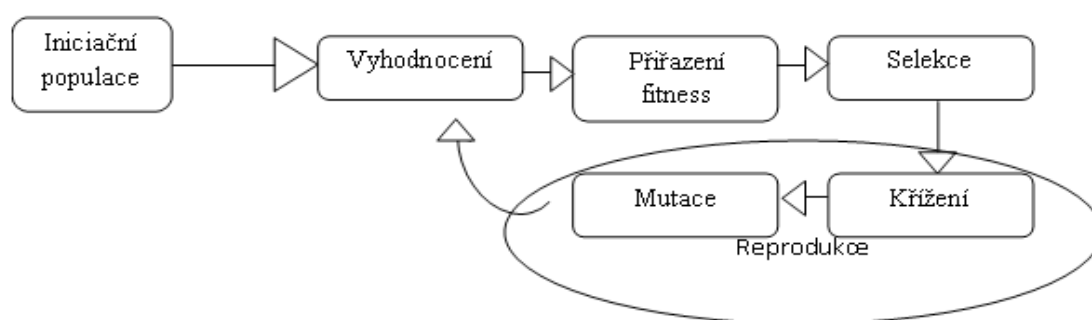 Iniciační
populace
Vyhodnocení
Přiřazení
fitness
Selekce
Mutace
Křížení
Reprodukce